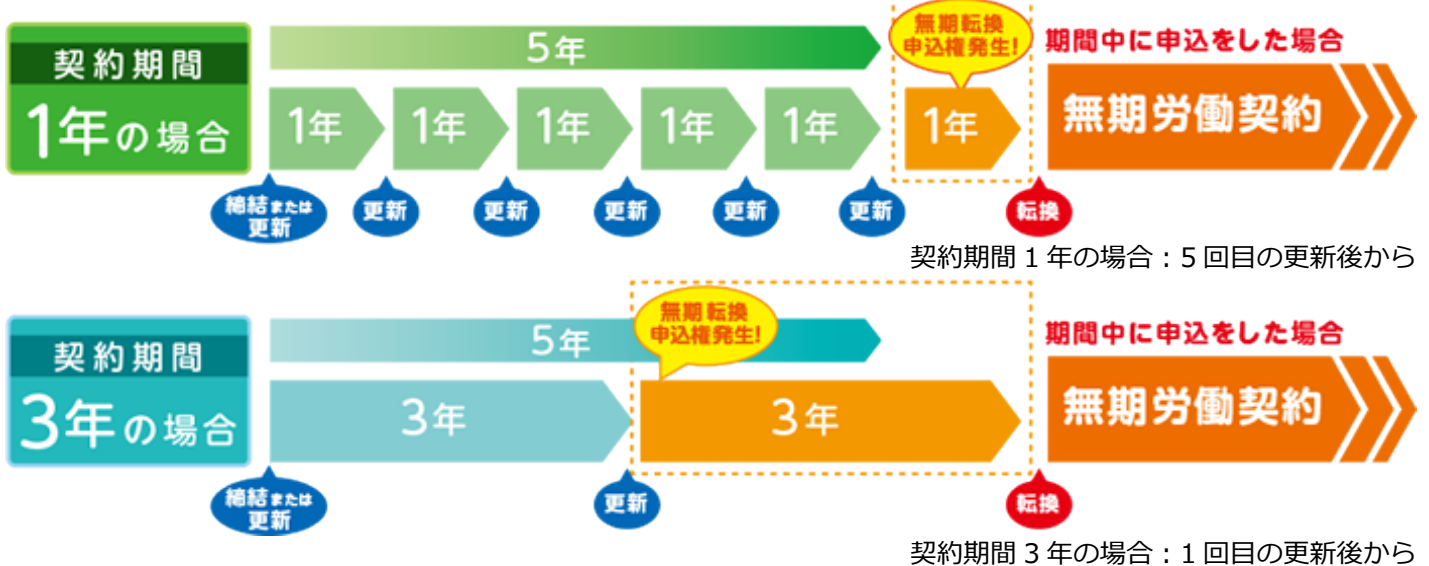 契約期間
1年の場合
5年
無期転換
申込権発生!
期間中に申込をした場合
1年
1年
1年
1年
1年
1年
無期労働契約
締結または
更新
更新
更新
更新
更新
更新
転換
契約期間1年の場合：5回目の更新後から
契約期間
3年の場合
5年
無期転換
申込権発生!
期間中に申込をした場合
3年
3年
無期労働契約
締結または
更新
更新
転換
契約期間3年の場合：1回目の更新後から